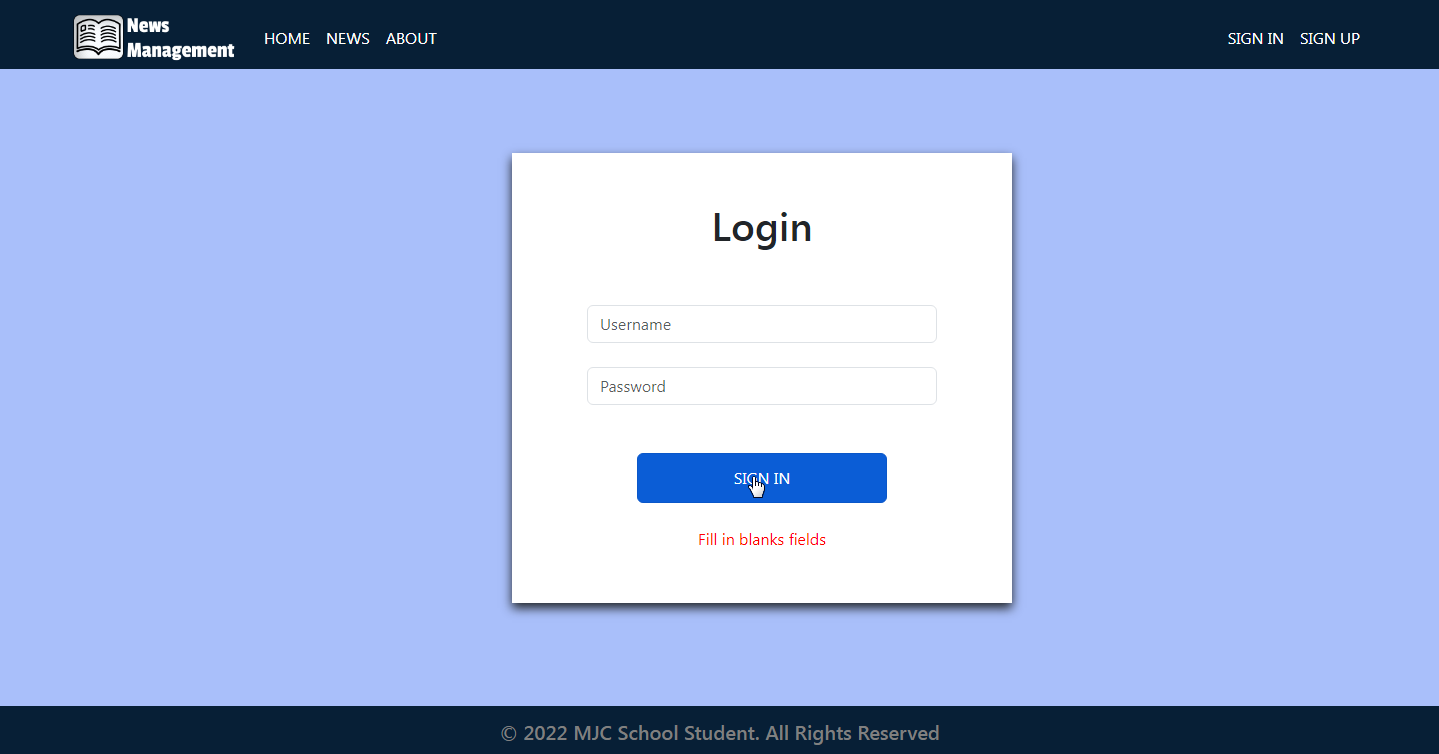 News
Management
HOME NEWS ABOUT
SIGN IN SIGN UP
Login
Username
Password
SIGN IN
Fill in blanks fields
© 2022 MJC School Student. All Rights Reserved